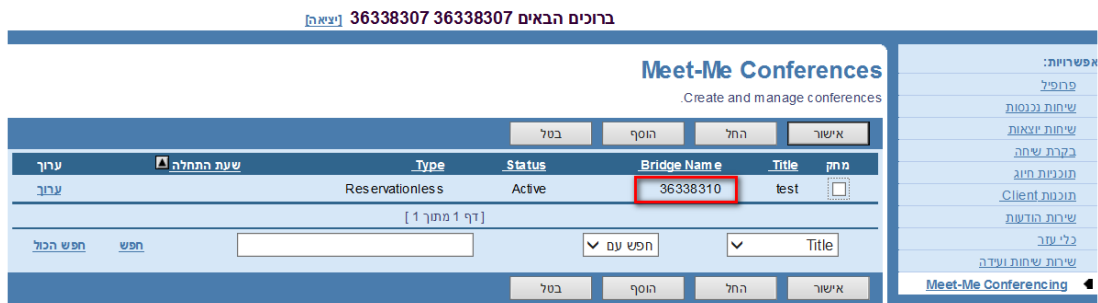 ברוכים הבאים 36338307 36338307 [יציאה]
אפשרויות:
פרופיל
שיחות נכנסות
שיחות יוצאות
בקרת שיחה
תוכניות חיוג
תוכנות Client
שירות הודעות
כלי עזר
שירות שיחות ועידה
Meet-Me Conferencing
Meet-Me Conferences
.Create and manage conferences
אישור החל הוסף בטל
מחק Title Bridge Name Status Type שעת התחלה ערוך
test 36338310 Active Reservationless ערוך
[ דף 1 מתוך 1 ]
Title חפש עם חפש חפש הכול
אישור החל הוסף בטל